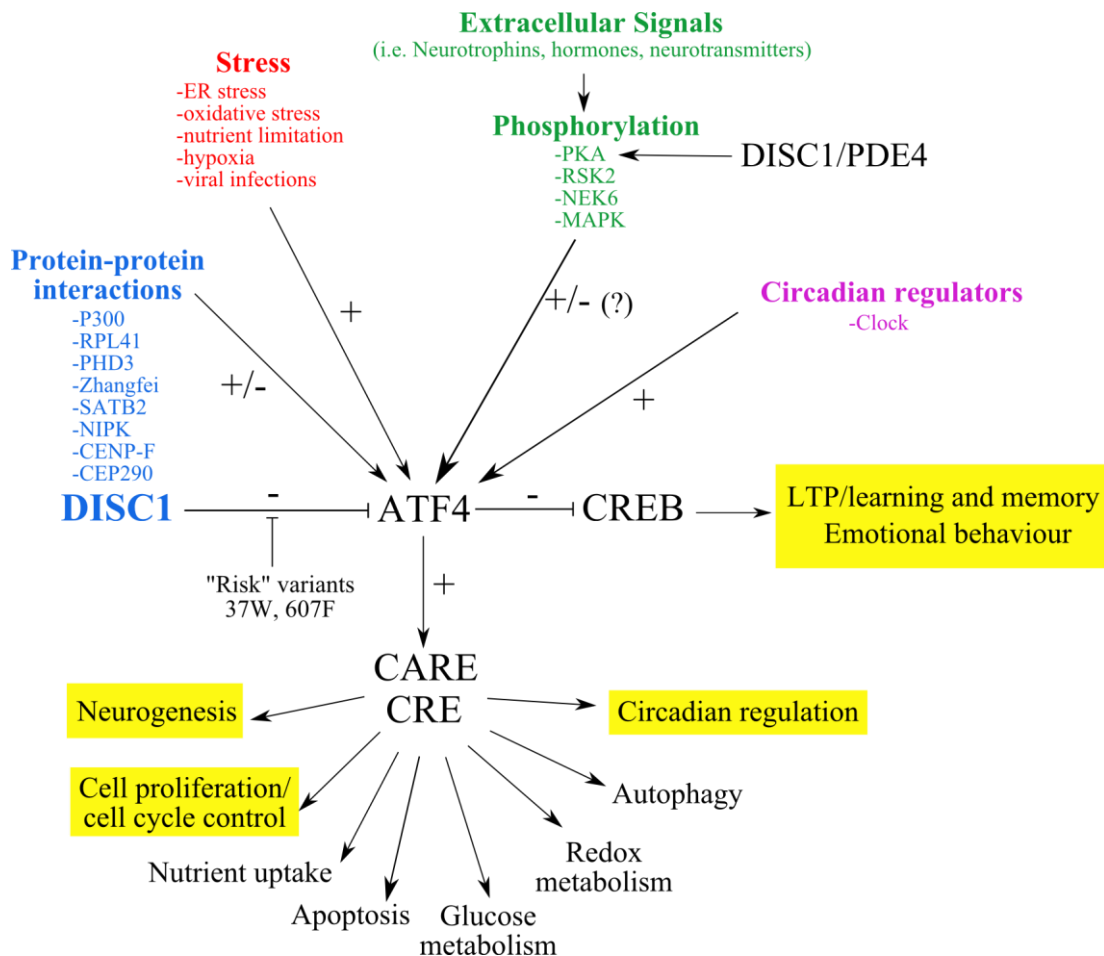 Extracellular Signals
(i.e. Neurotrophins, hormones, neurotransmitters)
Stress
-ER stress
-oxidative stress
-nutrient limitation
-hypoxia
-viral infections
Phosphorylation
-PKA
-RSK2
-NEK6
-MAPK
DISC1/PDE4
Protein-protein
interactions
-P300
-RPL41
-PHD3
-Zhangfei
-SATB2
-NIPK
-CENP-F
-CEP290
DISC1
+/-
+
+/- (?)
Circadian regulators
-Clock
+
-
ATF4
-
CREB
LTP/learning and memory
Emotional behaviour
"Risk" variants
37W, 607F
+
CARE
CRE
Neurogenesis
Circadian regulation
Cell proliferation/
cell cycle control
Autophagy
Nutrient uptake
Redox
metabolism
Apoptosis
Glucose
metabolism